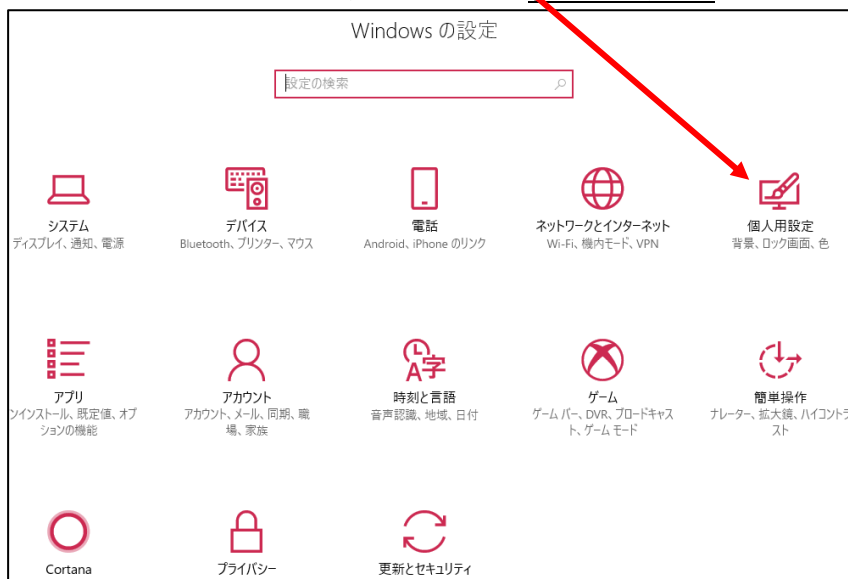 Windows の設定
設定の検索
システム
ディスプレイ、通知、電源
デバイス
Bluetooth、プリンター、マウス
電話
Android、iPhone のリンク
ネットワークとインターネット
Wi-Fi、機内モード、VPN
個人用設定
背景、ロック画面、色
アプリ
ンインストール、既定値、オプ
ションの機能
アカウント
アカウント、メール、同期、職
場、家族
時刻と言語
音声認識、地域、日付
ゲーム
ゲーム バー、DVR、ブロードキャス
ト、ゲーム モード
簡単操作
ナレーター、拡大鏡、ハイコントラ
スト
Cortana
プライバシー
更新とセキュリティ